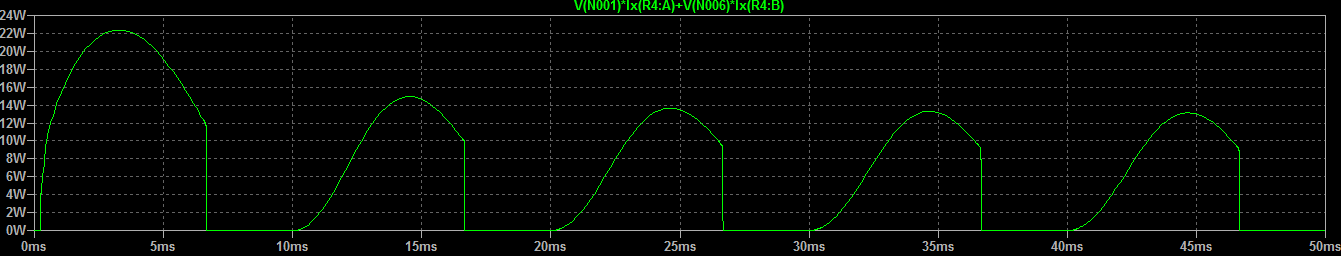 V(N001)*Ix(R4:A)+V(N006)*Ix(R4:B)
24W
22W
20W
18W
16W
14W
12W
10W
8W
6W
4W
2W
0W
0ms 5ms 10ms 15ms 20ms 25ms 30ms 35ms 40ms 45ms 50ms